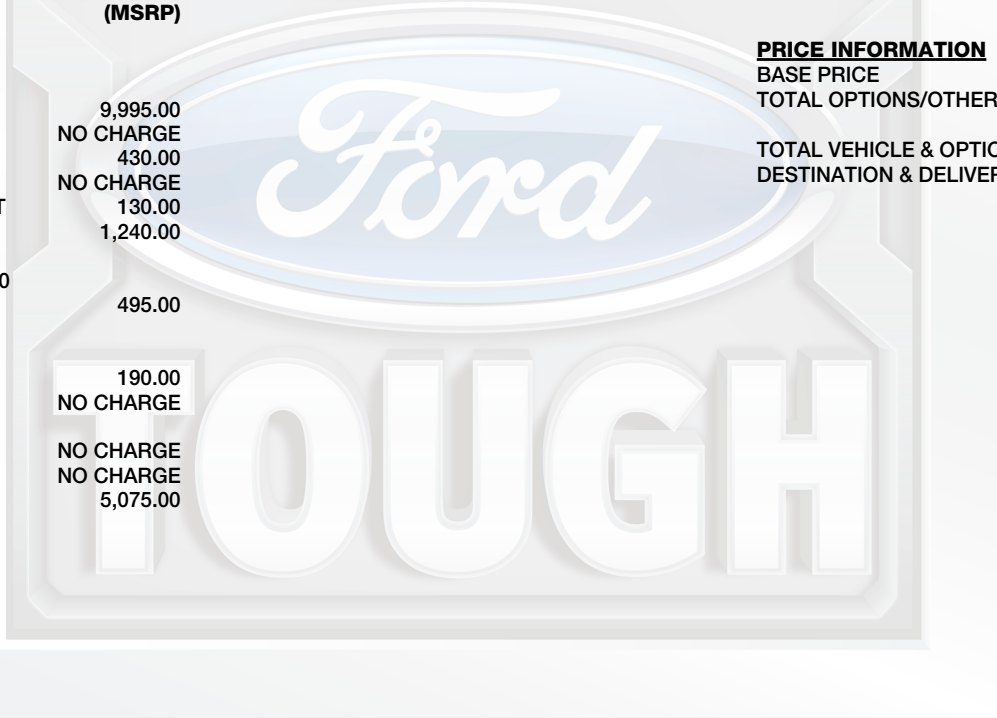 (MSRP)
9,995.00
NO CHARGE
430.00
NO CHARGE
T
130.00
1,240.00
0
495.00
190.00
NO CHARGE
NO CHARGE
NO CHARGE
5,075.00
PRICE INFORMATION
BASE PRICE
TOTAL OPTIONS/OTHER
TOTAL VEHICLE & OPTIO
DESTINATION & DELIVER
Ford
TOUGH